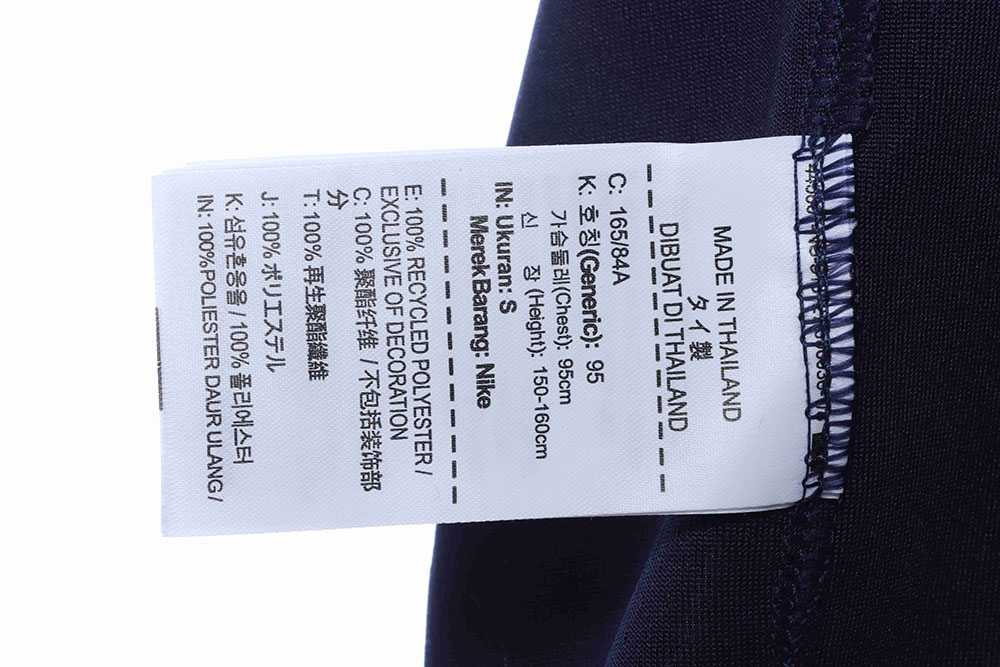 MADE IN THAILAND
タイ製
DIBUAT DI THAILAND
C: 165/84A
K: 호칭(Generic): 95
가슴둘레(Chest): 95cm
신 장 (Height): 150-160cm
IN: Ukuran: S
Merek Barang: Nike
E: 100% RECYCLED POLYESTER /
EXCLUSIVE OF DECORATION
C: 100% 聚酯纤维 / 不包括装饰部
分
T: 100% 再生聚酯纖維
J: 100% ポリエステル
K: 섬유혼용율 / 100% 폴리에스터
IN: 100%POLIESTER DAUR ULANG /